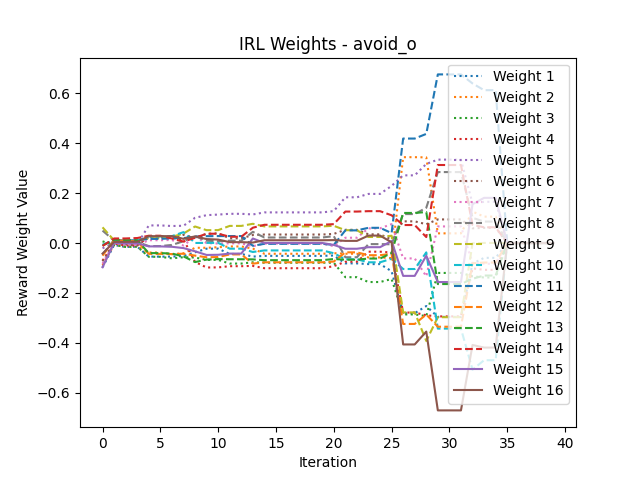 IRL Weights - avoid_o
Reward Weight Value
0.6
0.4
0.2
0.0
−0.2
−0.4
−0.6
0 5 10 15 20 25 30 35 40
Iteration
Weight 1
Weight 2
Weight 3
Weight 4
Weight 5
Weight 6
Weight 7
Weight 8
Weight 9
Weight 10
Weight 11
Weight 12
Weight 13
Weight 14
Weight 15
Weight 16